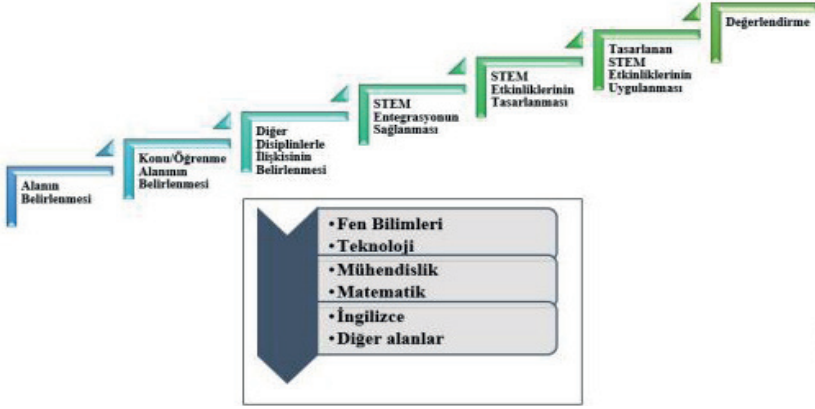 Alanın
Belirlenmesi
Konu/Öğrenme
Alanının
Belirlenmesi
Diğer
Disiplinlerle
İlişkisinin
Belirlenmesi
STEM
Entegrasyonun
Sağlanması
STEM
Etkinliklerinin
Tasarlanması
Tasarlanan
STEM
Etkinliklerinin
Uygulanması
Değerlendirme
•Fen Bilimleri
•Teknoloji
•Mühendislik
•Matematik
•İngilizce
•Diğer alanlar